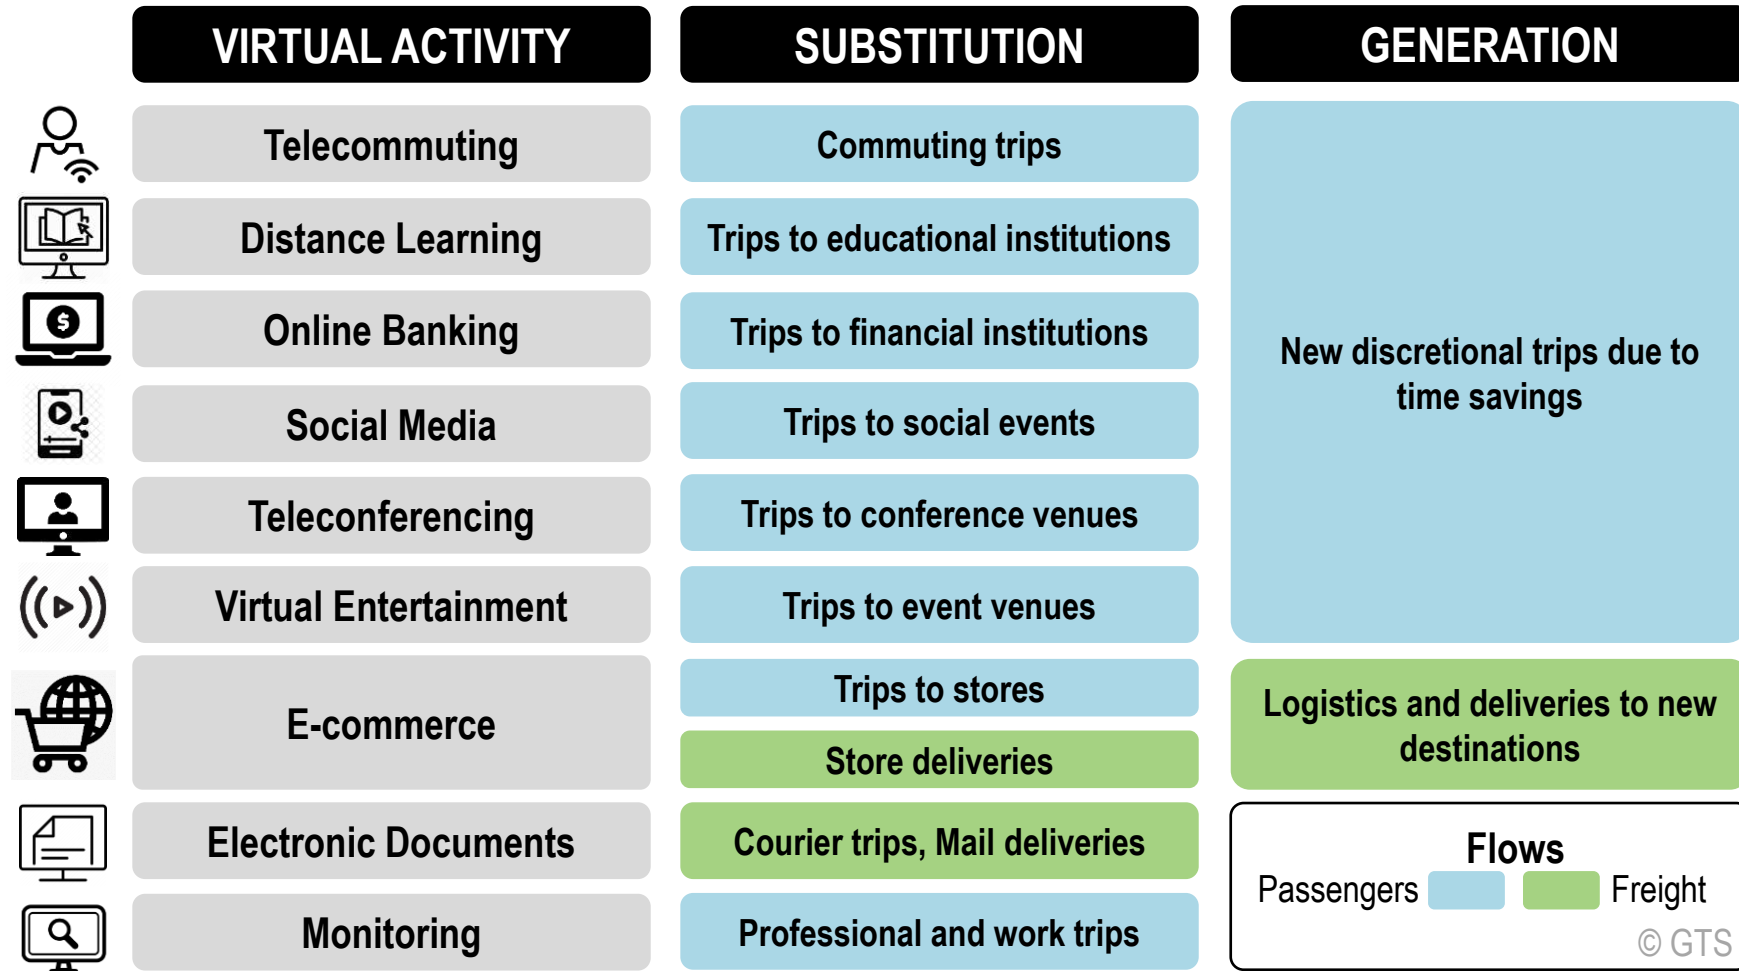 VIRTUAL ACTIVITY
SUBSTITUTION
GENERATION
Telecommuting
Commuting trips
Distance Learning
Trips to educational institutions
Online Banking
Trips to financial institutions
Social Media
Trips to social events
Teleconferencing
Trips to conference venues
Virtual Entertainment
Trips to event venues
New discretional trips due to
time savings
E-commerce
Trips to stores
Store deliveries
Logistics and deliveries to new
destinations
Electronic Documents
Courier trips, Mail deliveries
Monitoring
Professional and work trips
Flows
Passengers Freight
© GTS
$